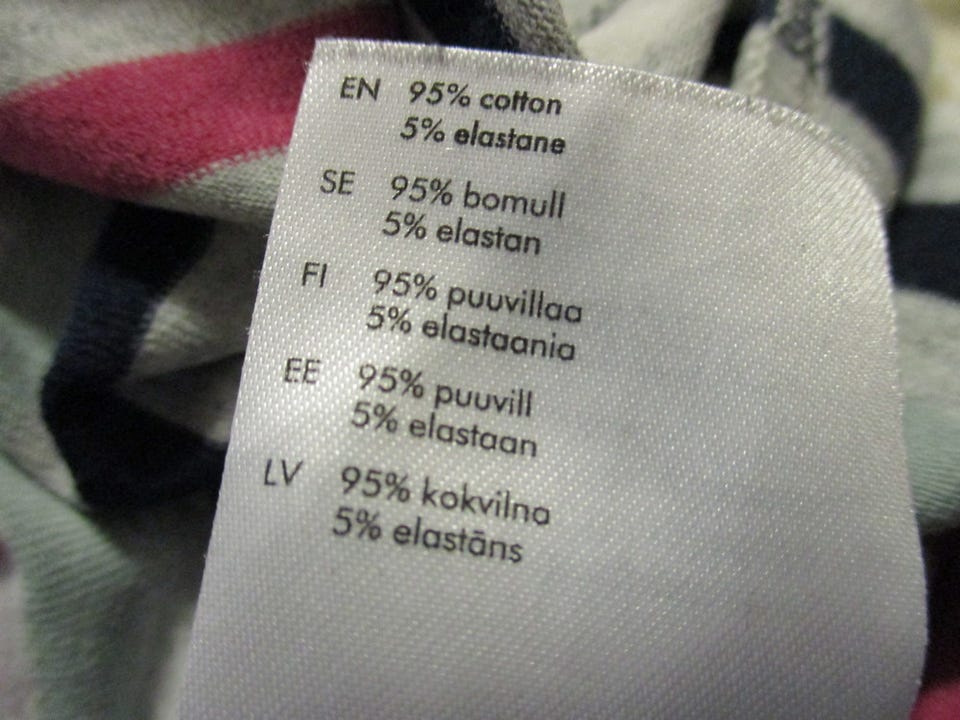 EN 95% cotton
5% elastane
SE 95% bomull
5% elastan
FI 95% puuvillaa
5% elastaania
EE 95% puuvill
5% elastaan
LV 95% kokvilna
5% elastāns